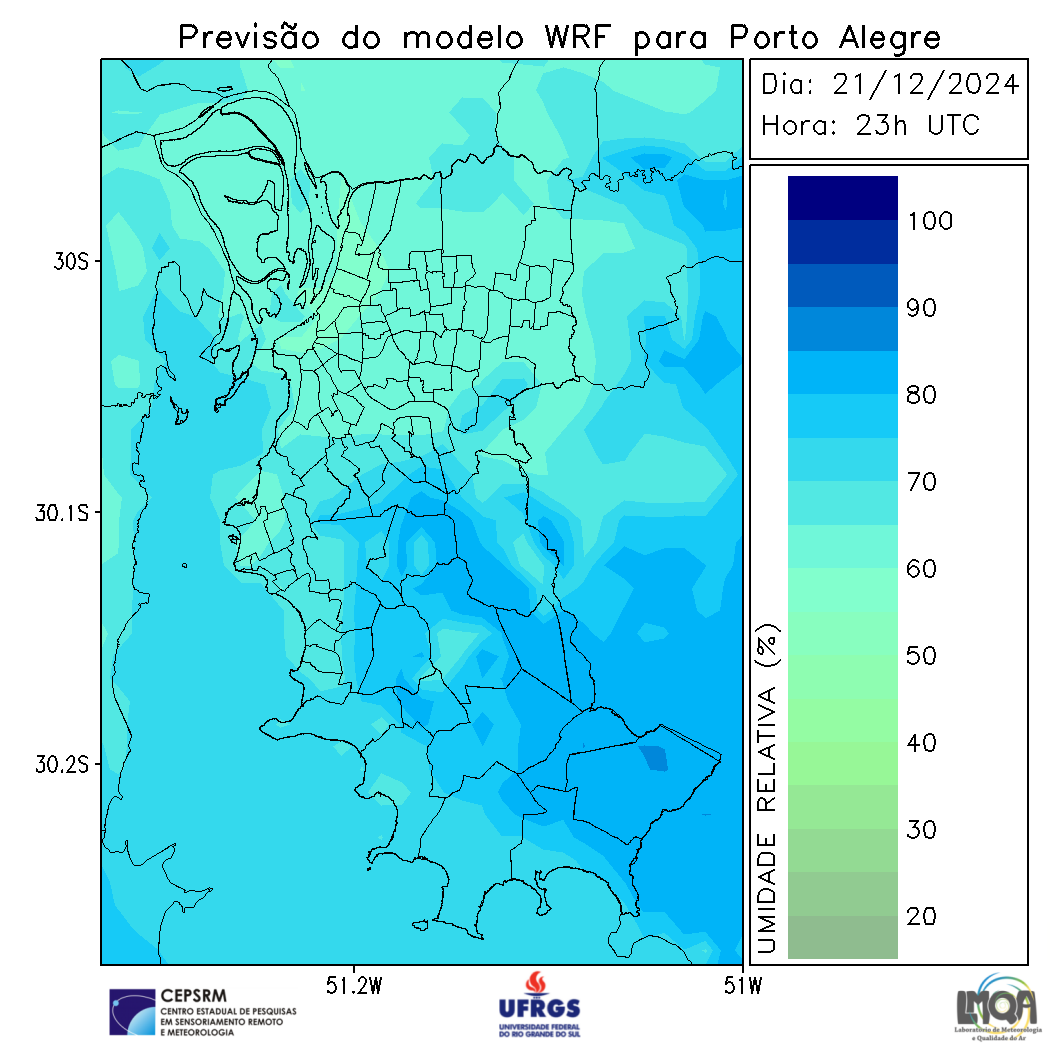 Previsão do modelo WRF para Porto Alegre
Dia: 21/12/2024
Hora: 23h UTC
100
90
80
70
60
50
40
30
20
UMIDADE RELATIVA (%)
30S
30.1S
30.2S
51.2W
51W
CEPSRM
CENTRO ESTADUAL DE PESQUISAS
EM SENSORIAMENTO REMOTO
E METEOROLOGIA
UFRGS
UNIVERSIDADE FEDERAL
DO RIO GRANDE DO SUL
LMQA
Laboratório de Meteorologia
e Qualidade do Ar